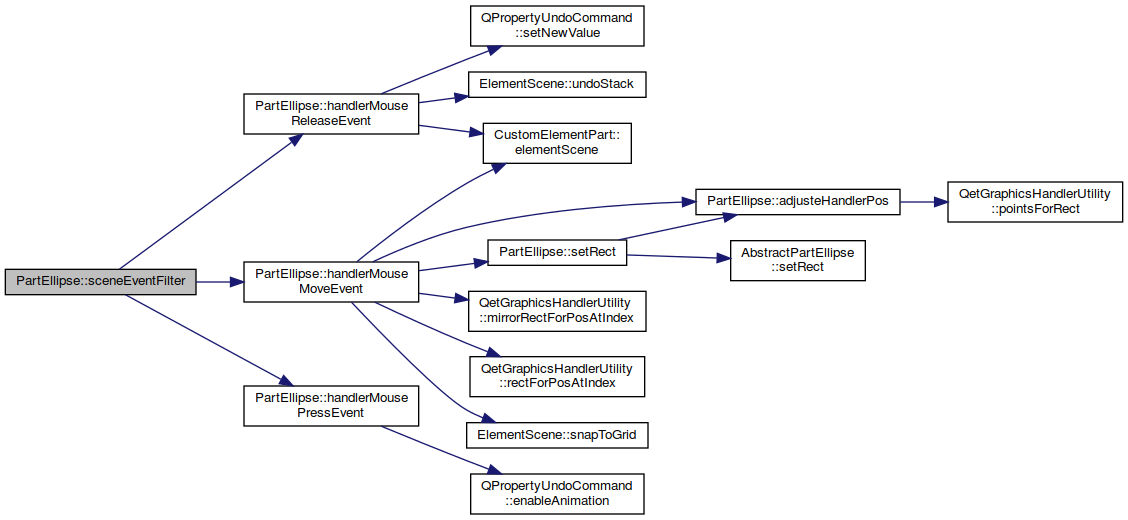 QPropertyUndoCommand
::setNewValue
ElementScene::undoStack
PartEllipse::handlerMouse
ReleaseEvent
CustomElementPart::
elementScene
QetGraphicsHandlerUtility
::pointsForRect
PartEllipse::adjusteHandlerPos
PartEllipse::setRect
AbstractPartEllipse
::setRect
PartEllipse::sceneEventFilter
PartEllipse::handlerMouse
MoveEvent
QetGraphicsHandlerUtility
::mirrorRectForPosAtIndex
QetGraphicsHandlerUtility
::rectForPosAtIndex
PartEllipse::handlerMouse
PressEvent
ElementScene::snapToGrid
QPropertyUndoCommand
::enableAnimation